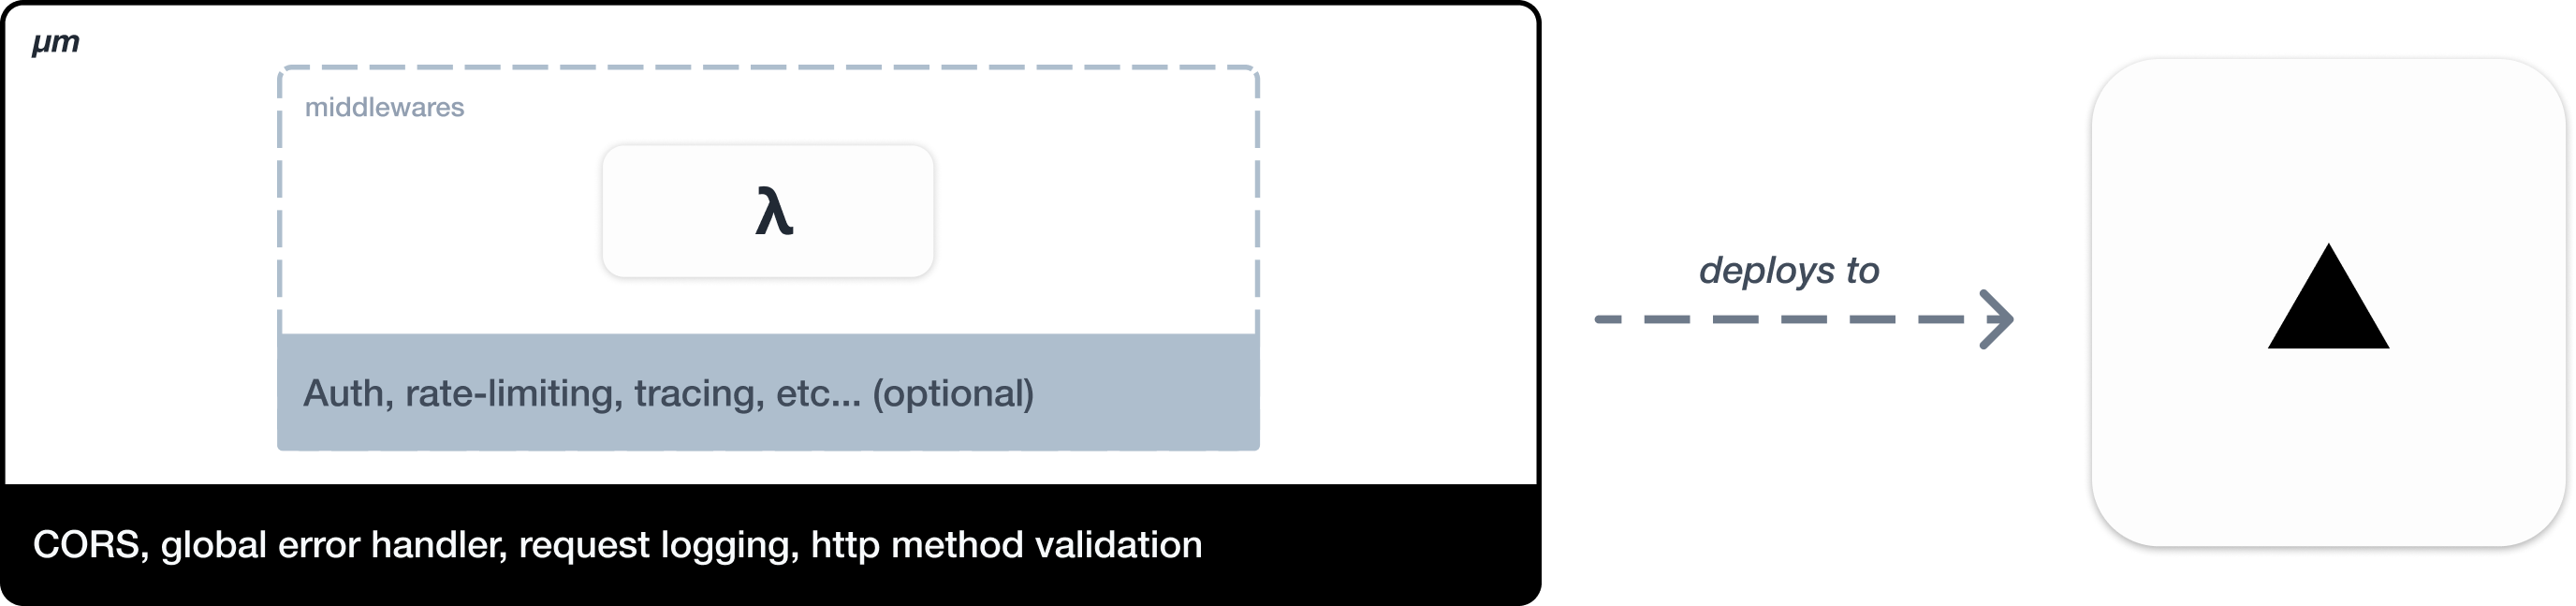 μm
middlewares
λ
Auth, rate-limiting, tracing, etc... (optional)
CORS, global error handler, request logging, http method validation
deploys to